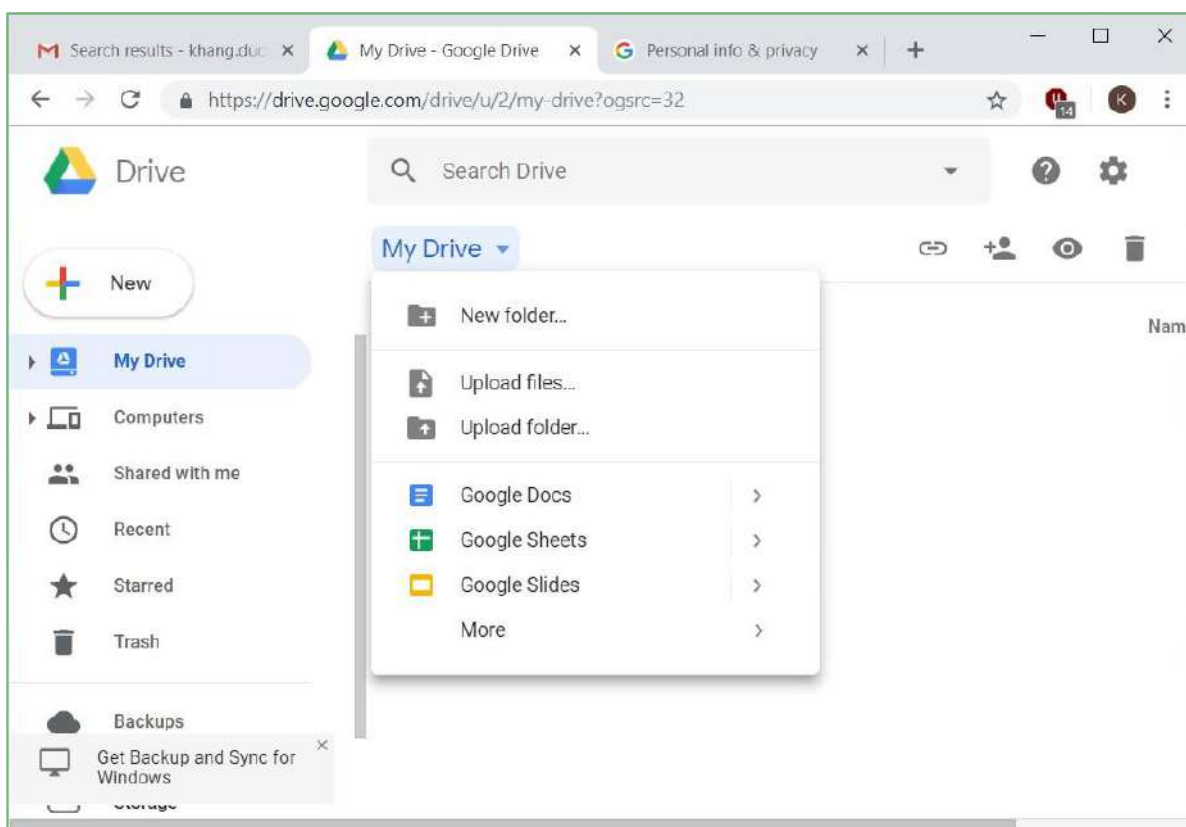 Search results - khang.duc
My Drive - Google Drive
Personal info & privacy
https://drive.google.com/drive/u/2/my-drive?ogsrc=32
14
K
Drive
Search Drive
My Drive
New
New folder...
Nam
My Drive
Upload files...
Computers
Upload folder...
Shared with me
Google Docs
Recent
Google Sheets
Starred
Google Slides
Trash
More
Backups
Get Backup and Sync for
Windows
Storage